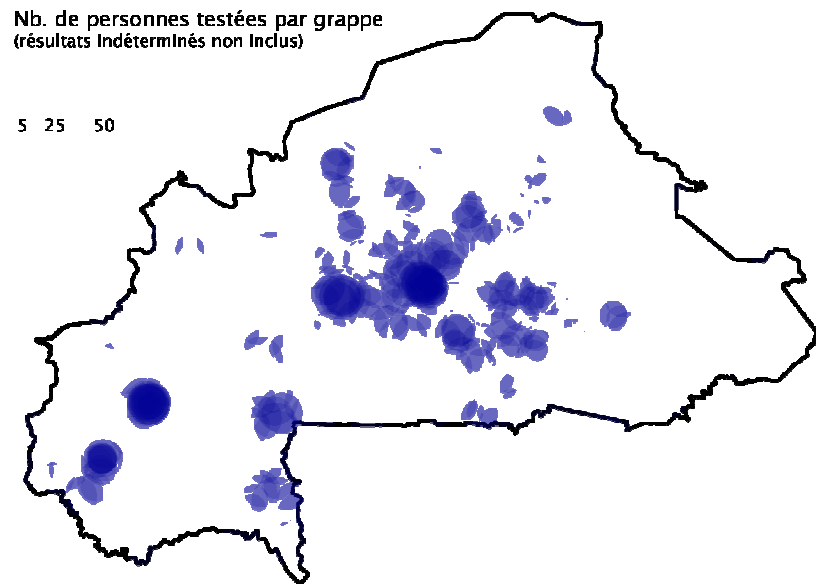 Nb. de personnes testées par grappe
(résultats indéterminés non inclus)
5 25 50